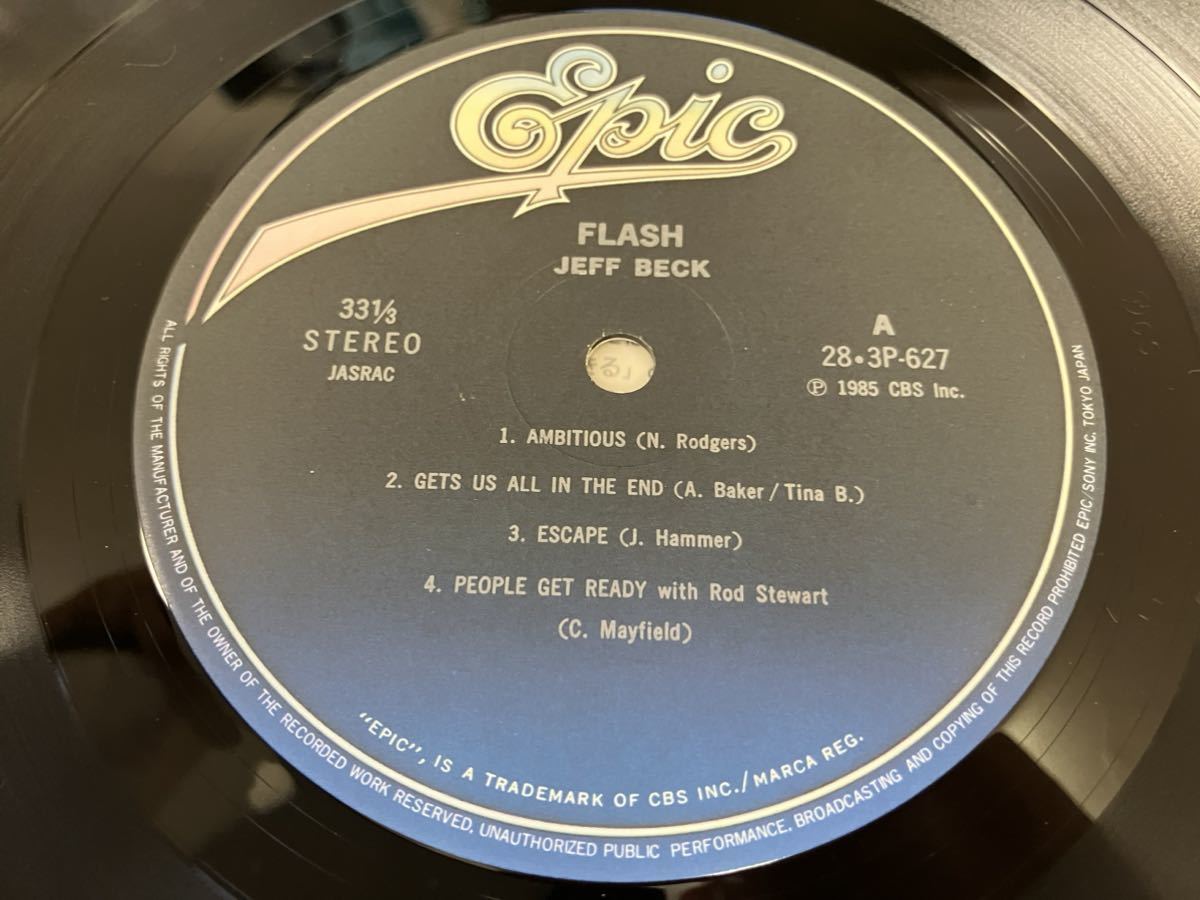 Epic
FLASH
JEFF BECK
33⅓
STEREO
JASRAC
A
28•3P-627
Ⓟ 1985 CBS Inc.
1. AMBITIOUS (N. Rodgers)
2. GETS US ALL IN THE END (A. Baker / Tina B.)
3. ESCAPE (J. Hammer)
4. PEOPLE GET READY with Rod Stewart
(C. Mayfield)
"EPIC", IS A TRADEMARK OF CBS INC./MARCA REG.
ALL RIGHTS OF THE MANUFACTURER AND OF THE OWNER OF THE RECORDED WORK RESERVED. UNAUTHORIZED PUBLIC PERFORMANCE, BROADCASTING AND COPYING OF THIS RECORD PROHIBITED EPIC/SONY INC. TOKYO JAPAN